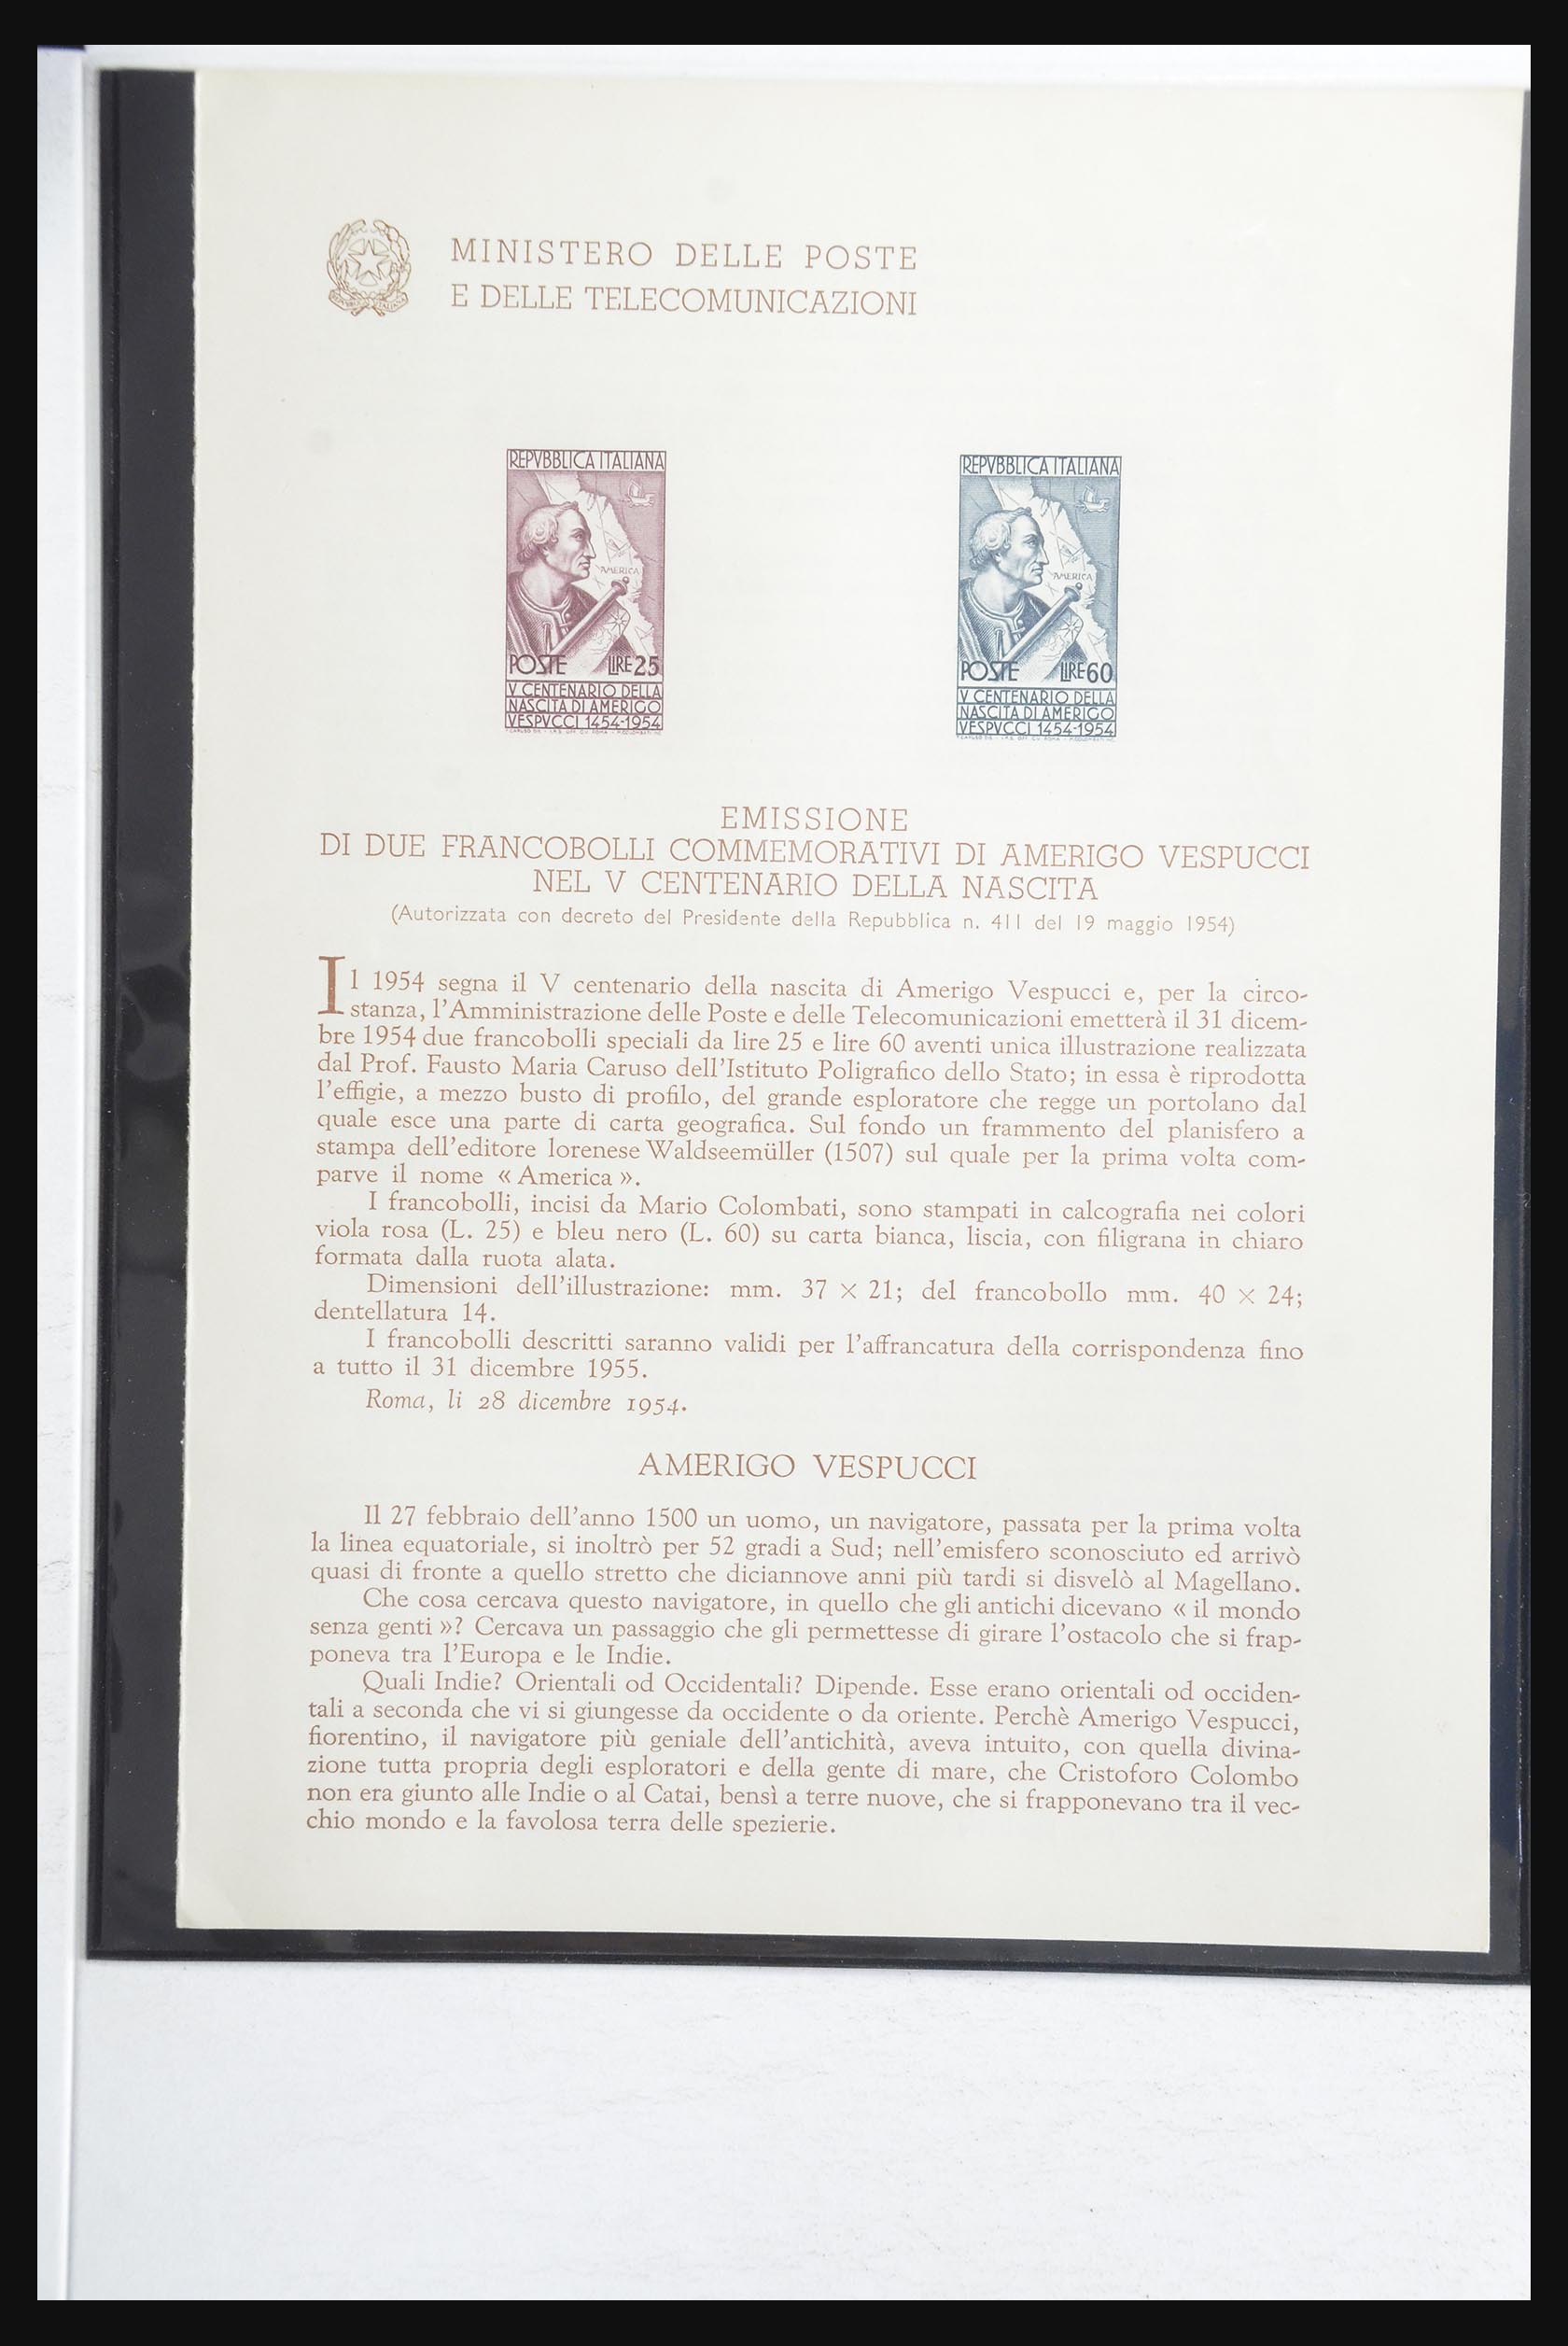 MINISTERO DELLE POSTE
E DELLE TELECOMUNICAZIONI
REPVBBLICA ITALIANA
AMERICA
POSTE LIRE 25
V CENTENARIO DELLA
NASCITA DI AMERIGO
VESPVCCI 1454-1954
REPVBBLICA ITALIANA
AMERICA
POSTE LIRE 60
V CENTENARIO DELLA
NASCITA DI AMERIGO
VESPVCCI 1454-1954
EMISSIONE
DI DUE FRANCOBOLLI COMMEMORATIVI DI AMERIGO VESPUCCI
NEL V CENTENARIO DELLA NASCITA
(Autorizzata con decreto del Presidente della Repubblica n. 411 del 19 maggio 1954)
Il 1954 segna il V centenario della nascita di Amerigo Vespucci e, per la circo-
stanza, l'Amministrazione delle Poste e delle Telecomunicazioni emetterà il 31 dicem-
bre 1954 due francobolli speciali da lire 25 e lire 60 aventi unica illustrazione realizzata
dal Prof. Fausto Maria Caruso dell'Istituto Poligrafico dello Stato; in essa è riprodotta
l'effigie, a mezzo busto di profilo, del grande esploratore che regge un portolano dal
quale esce una parte di carta geografica. Sul fondo un frammento del planisfero a
stampa dell'editore lorenese Waldseemüller (1507) sul quale per la prima volta com-
parve il nome « America ».
I francobolli, incisi da Mario Colombati, sono stampati in calcografia nei colori
viola rosa (L. 25) e bleu nero (L. 60) su carta bianca, liscia, con filigrana in chiaro
formata dalla ruota alata.
Dimensioni dell'illustrazione: mm. 37 × 21; del francobollo mm. 40 × 24;
dentellatura 14.
I francobolli descritti saranno validi per l'affrancatura della corrispondenza fino
a tutto il 31 dicembre 1955.
Roma, li 28 dicembre 1954.
AMERIGO VESPUCCI
Il 27 febbraio dell'anno 1500 un uomo, un navigatore, passata per la prima volta
la linea equatoriale, si inoltrò per 52 gradi a Sud; nell'emisfero sconosciuto ed arrivò
quasi di fronte a quello stretto che diciannove anni più tardi si disvelò al Magellano.
Che cosa cercava questo navigatore, in quello che gli antichi dicevano « il mondo
senza genti »? Cercava un passaggio che gli permettesse di girare l'ostacolo che si frap-
poneva tra l'Europa e le Indie.
Quali Indie? Orientali od Occidentali? Dipende. Esse erano orientali od occiden-
tali a seconda che vi si giungesse da occidente o da oriente. Perchè Amerigo Vespucci,
fiorentino, il navigatore più geniale dell'antichità, aveva intuito, con quella divina-
zione tutta propria degli esploratori e della gente di mare, che Cristoforo Colombo
non era giunto alle Indie o al Catai, bensì a terre nuove, che si frapponevano tra il vec-
chio mondo e la favolosa terra delle spezierie.